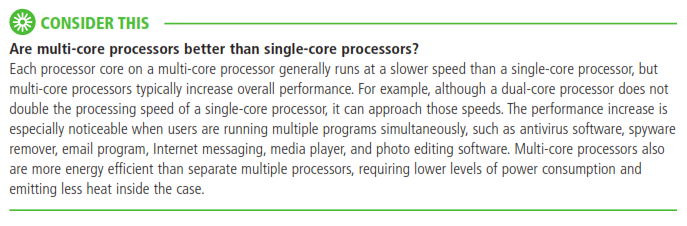 CONSIDER THIS
Are multi-core processors better than single-core processors?
Each processor core on a multi-core processor generally runs at a slower speed than a single-core processor, but
multi-core processors typically increase overall performance. For example, although a dual-core processor does not
double the processing speed of a single-core processor, it can approach those speeds. The performance increase is
especially noticeable when users are running multiple programs simultaneously, such as antivirus software, spyware
remover, email program, Internet messaging, media player, and photo editing software. Multi-core processors also
are more energy efficient than separate multiple processors, requiring lower levels of power consumption and
emitting less heat inside the case.